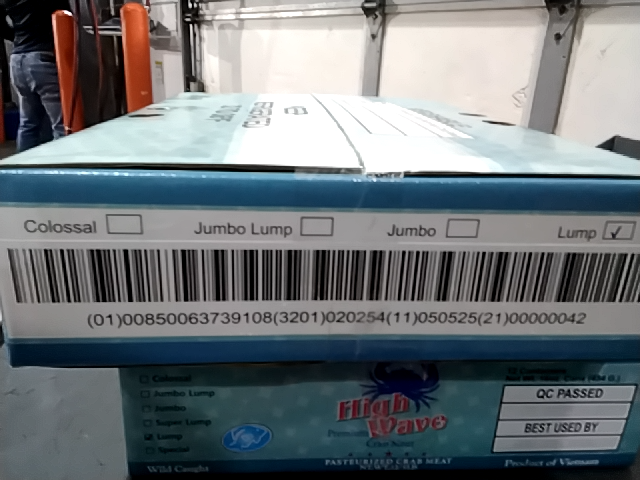 Colossal Jumbo Lump Jumbo Lump
(01)00850063739108(3201)020254(11)050525(21)00000042
Colossal
Jumbo Lump
Jumbo
Super Lump
Lump
Special
Wild Caught
High
Wave
PASTEURIZED CRAB MEAT
QC PASSED
BEST USED BY
Product of Vietnam